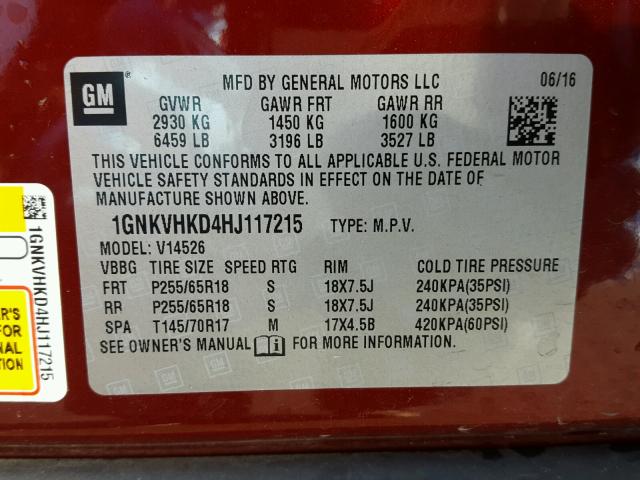 GM
MFD BY GENERAL MOTORS LLC 06/16
GVWR GAWR FRT GAWR RR
2930 KG 1450 KG 1600 KG
6459 LB 3196 LB 3527 LB
THIS VEHICLE CONFORMS TO ALL APPLICABLE U.S. FEDERAL MOTOR
VEHICLE SAFETY STANDARDS IN EFFECT ON THE DATE OF
MANUFACTURE SHOWN ABOVE.
1GNKVHKD4HJ117215 TYPE: M.P.V.
MODEL: V14526
VBBG TIRE SIZE SPEED RTG RIM COLD TIRE PRESSURE
FRT P255/65R18 S 18X7.5J 240KPA(35PSI)
RR P255/65R18 S 18X7.5J 240KPA(35PSI)
SPA T145/70R17 M 17X4.5B 420KPA(60PSI)
SEE OWNER'S MANUAL FOR MORE INFORMATION.
1GNKVHKD4HJ117215
FOR